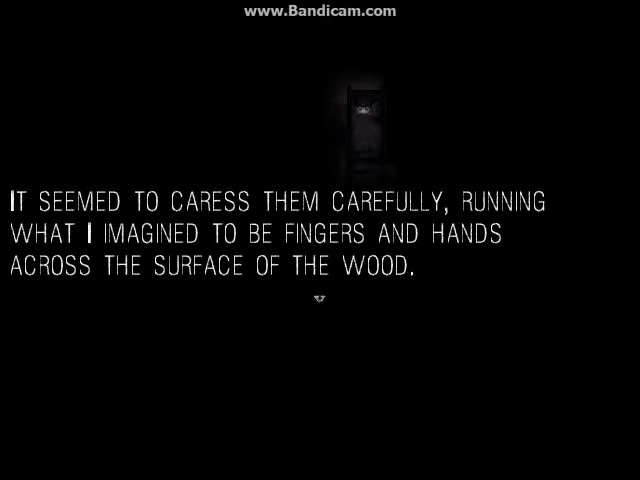 www.Bandicam.com
IT SEEMED TO CARESS THEM CAREFULLY, RUNNING
WHAT I IMAGINED TO BE FINGERS AND HANDS
ACROSS THE SURFACE OF THE WOOD.